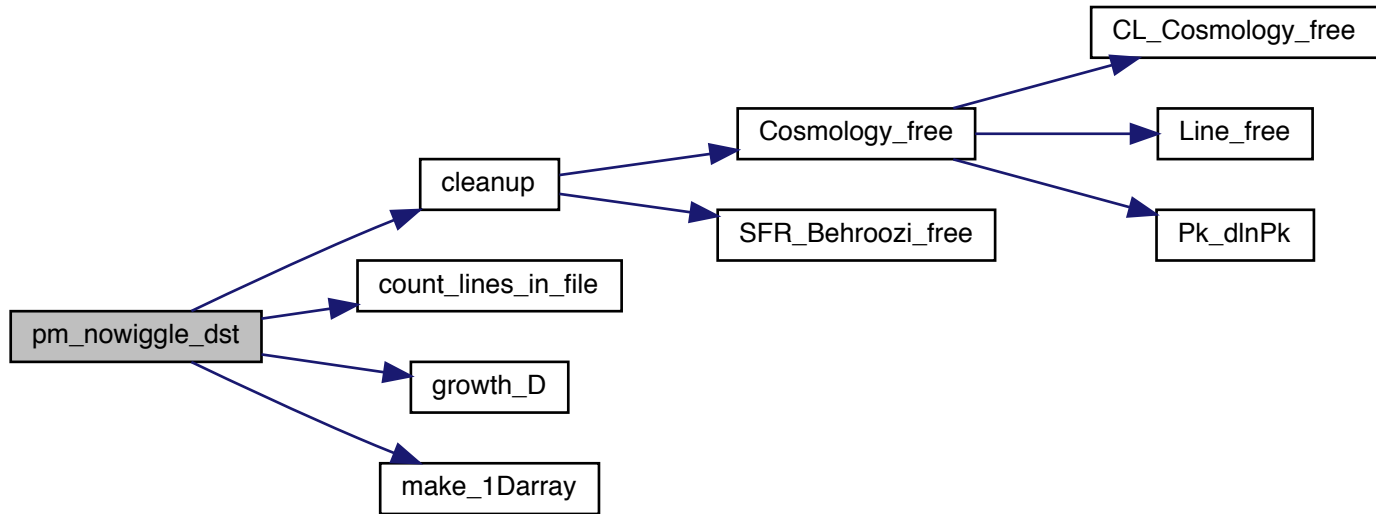 CL_Cosmology_free
Cosmology_free
Line_free
cleanup
SFR_Behroozi_free
Pk_dlnPk
count_lines_in_file
pm_nowiggle_dst
growth_D
make_1Darray